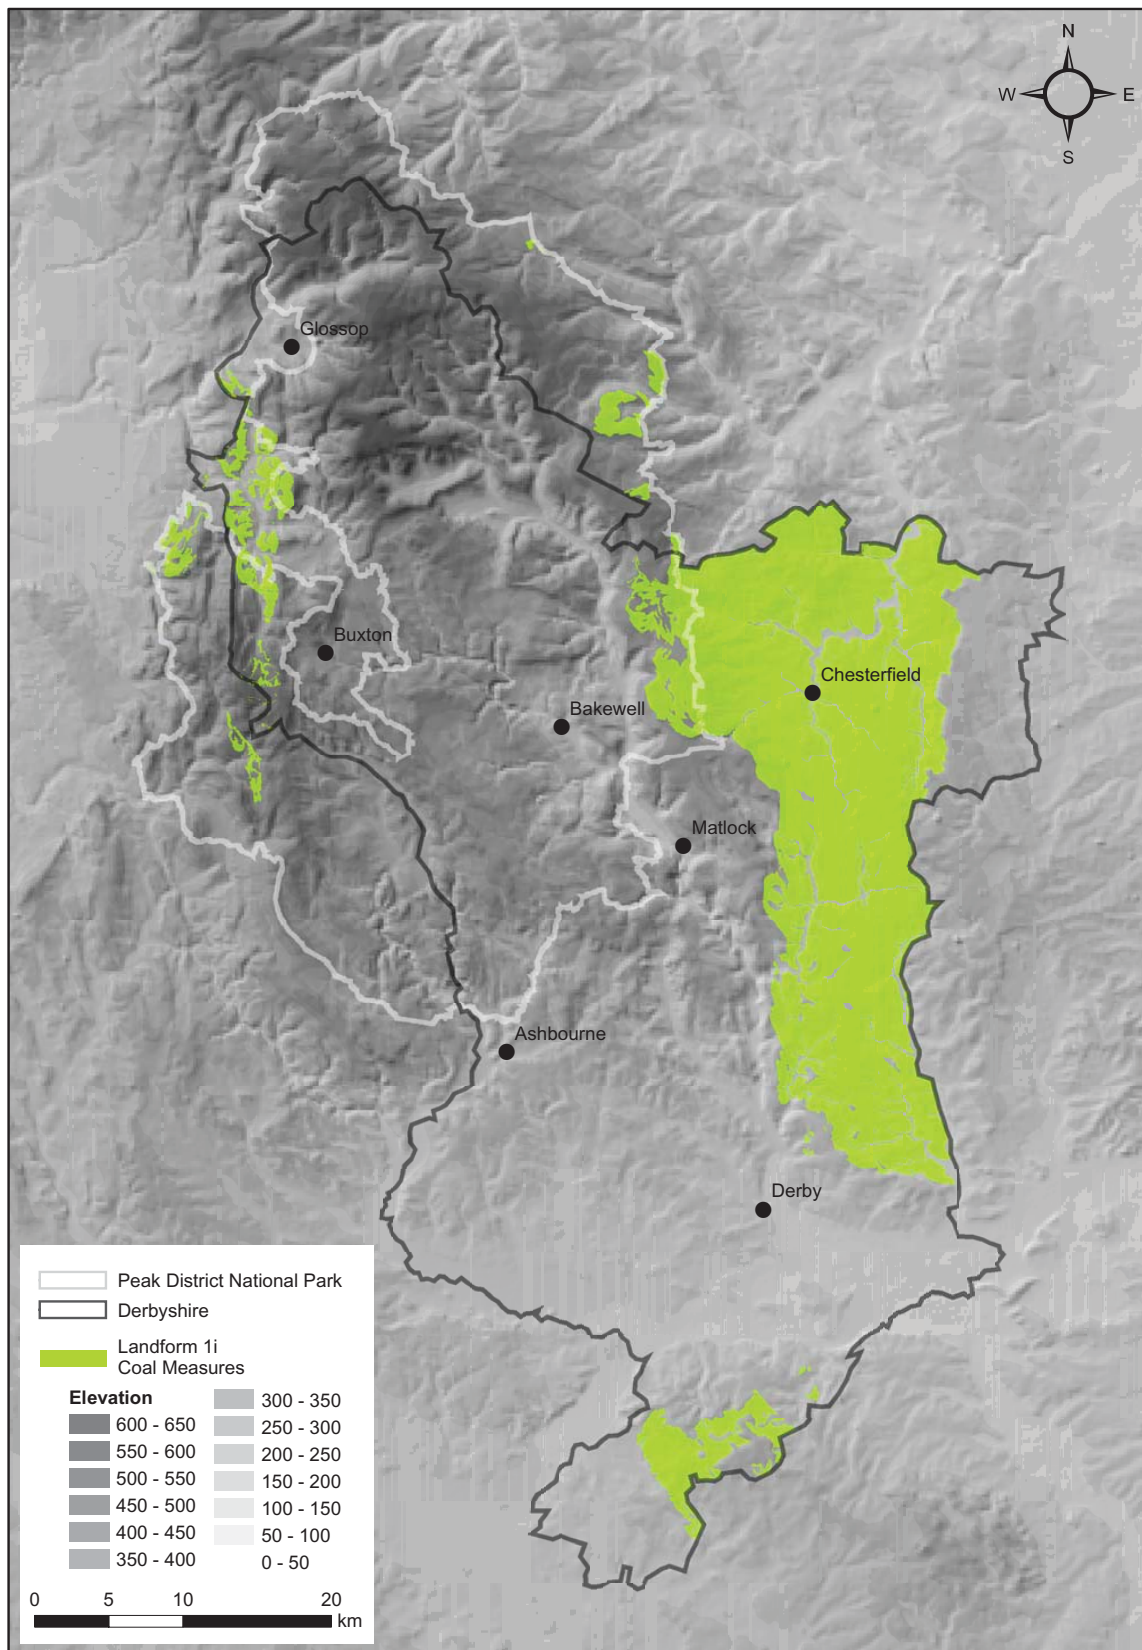 N
W E
S
Glossop
Buxton
Chesterfield
Bakewell
Matlock
Ashbourne
Derby
Peak District National Park
Derbyshire
Landform 1i
Coal Measures
Elevation
600 - 650
550 - 600
500 - 550
450 - 500
400 - 450
350 - 400
300 - 350
250 - 300
200 - 250
150 - 200
100 - 150
50 - 100
0 - 50
0 5 10 20
km